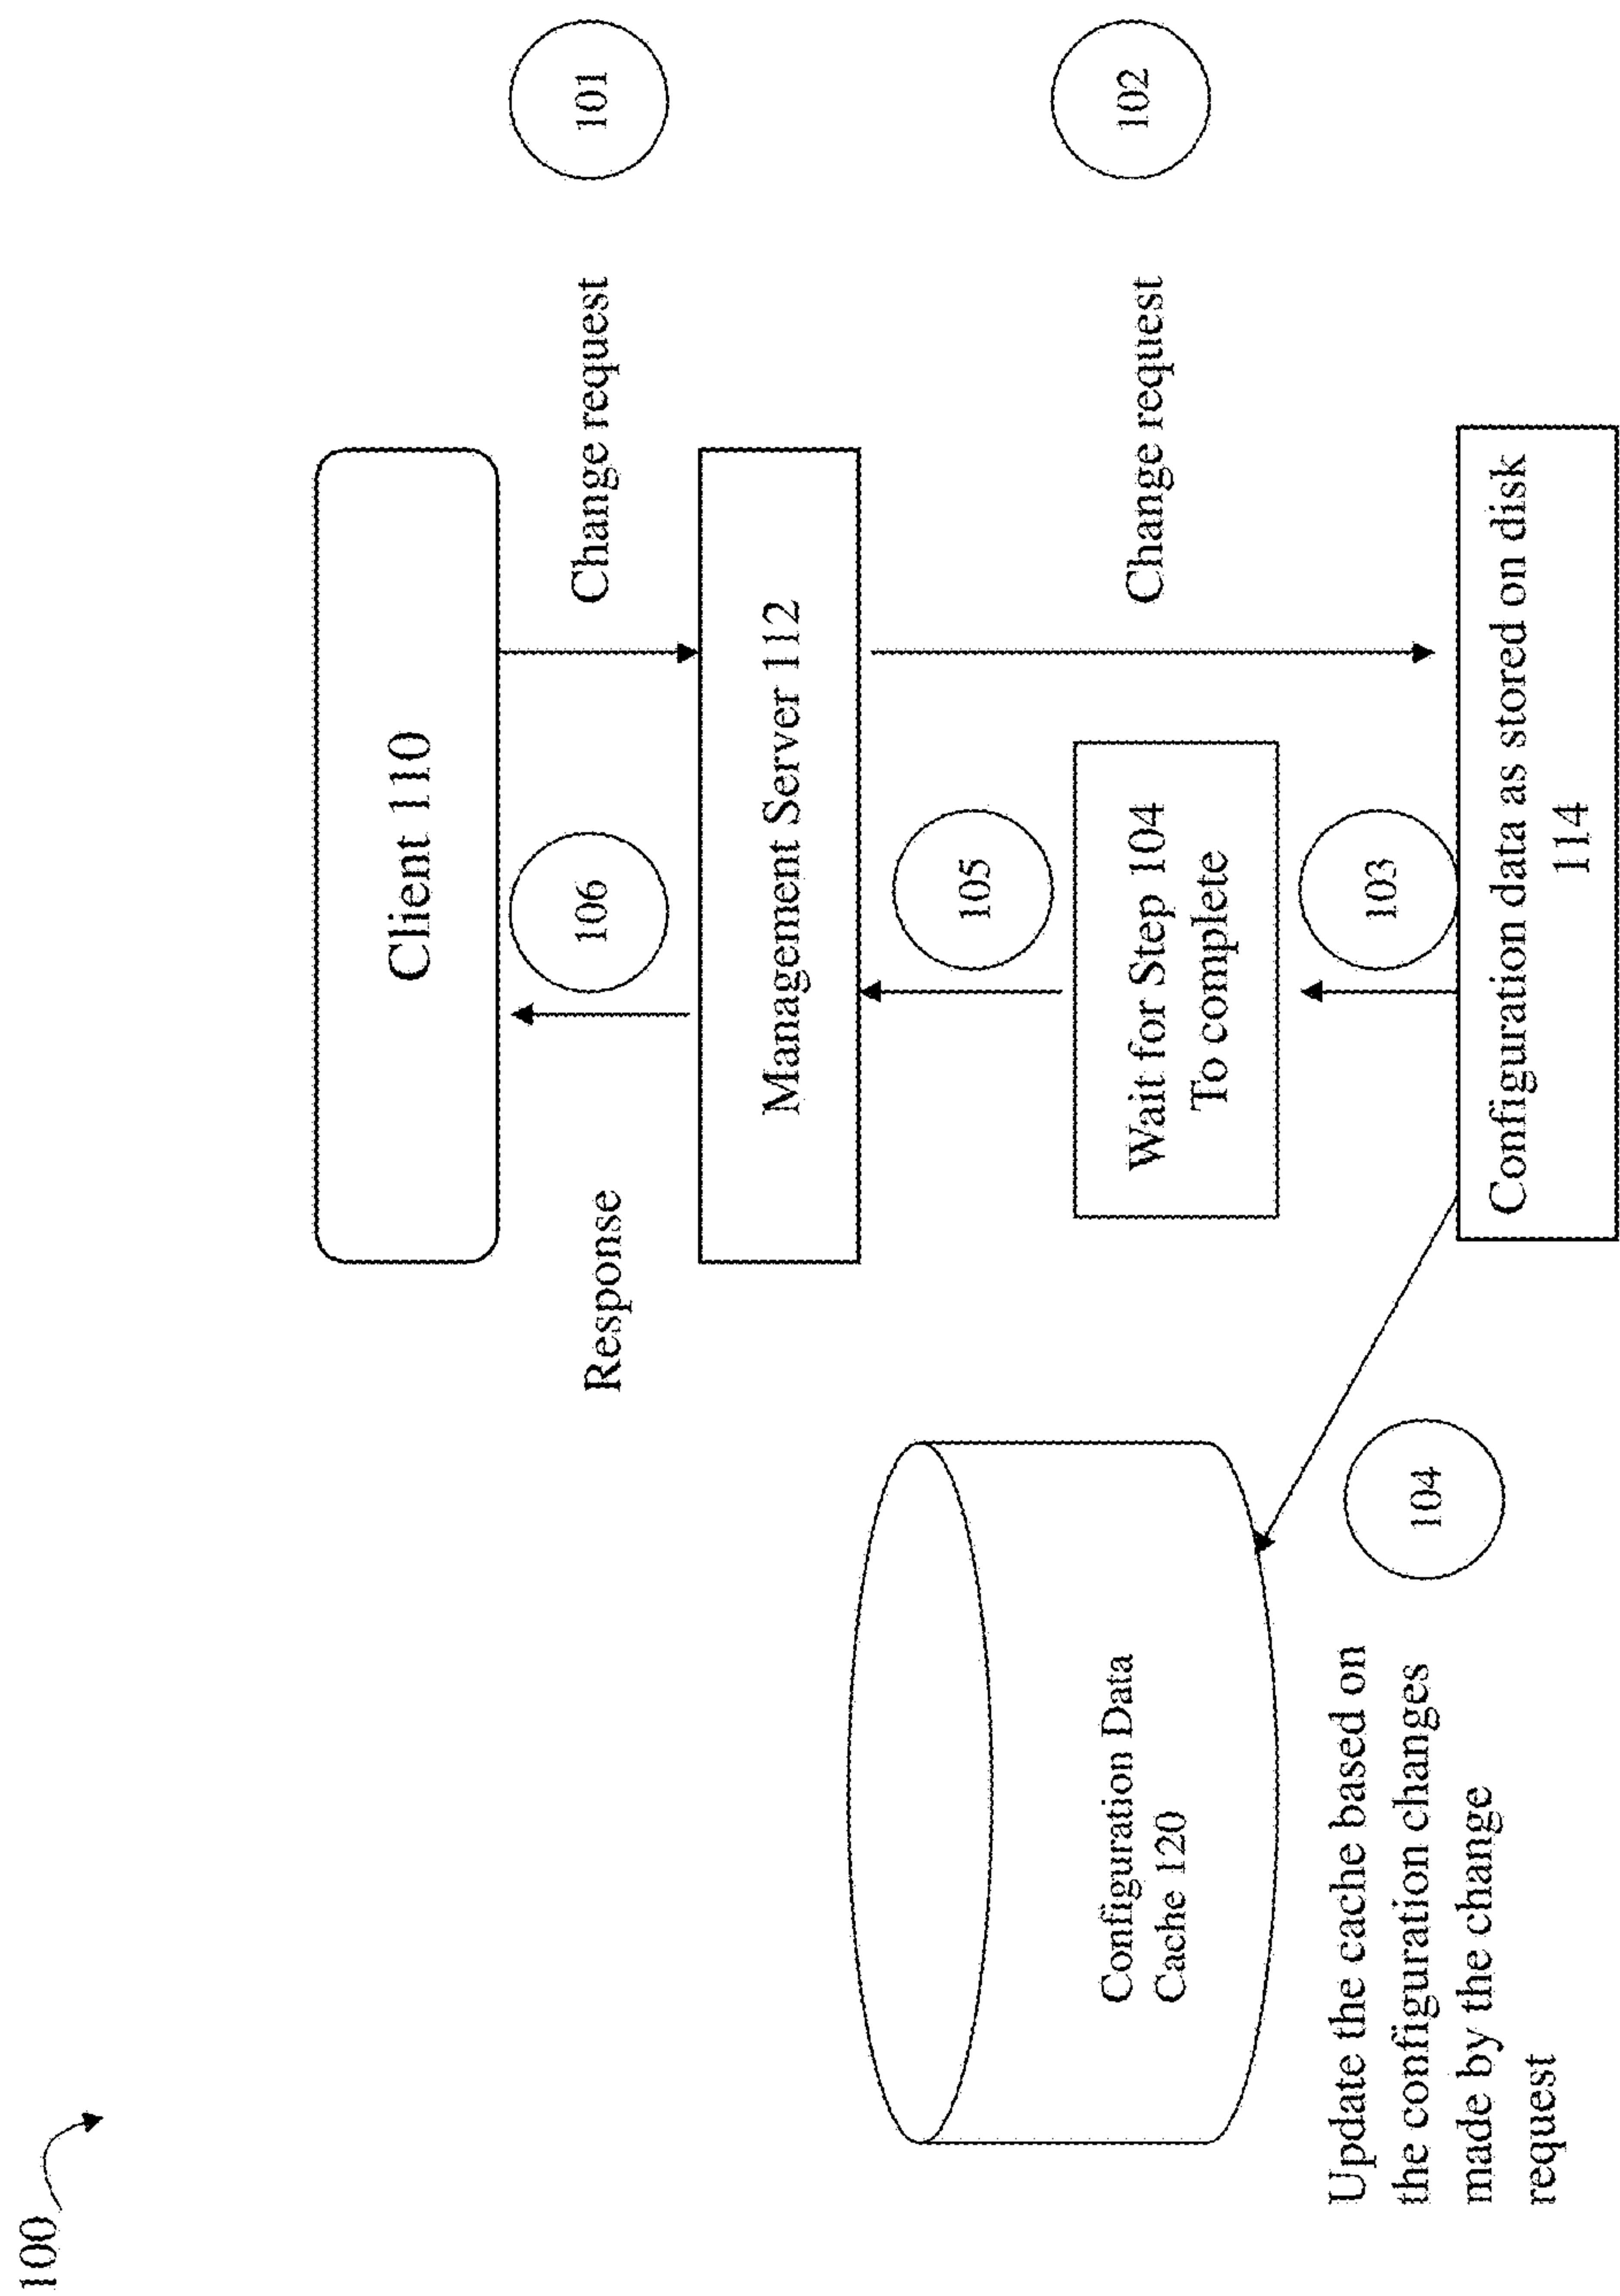 100
Client 110
Response
106
Change request
101
Management Server 112
105
Change request
102
Configuration Data
Cache 120
Wait for Step 104
To complete
103
104
Update the cache based on
the configuration changes
made by the change
request
Configuration data as stored on disk
114